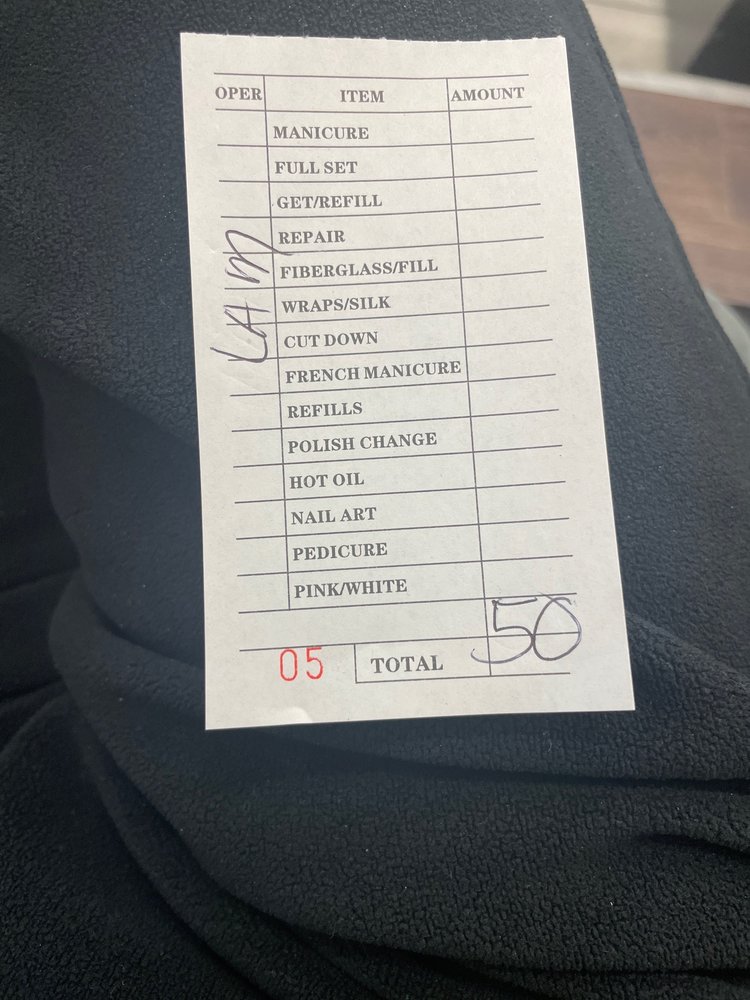 OPER ITEM AMOUNT
MANICURE
FULL SET
GET/REFILL
REPAIR
FIBERGLASS/FILL
WRAPS/SILK
CUT DOWN
FRENCH MANICURE
REFILLS
POLISH CHANGE
HOT OIL
NAIL ART
PEDICURE
PINK/WHITE
LAM
05 TOTAL 50